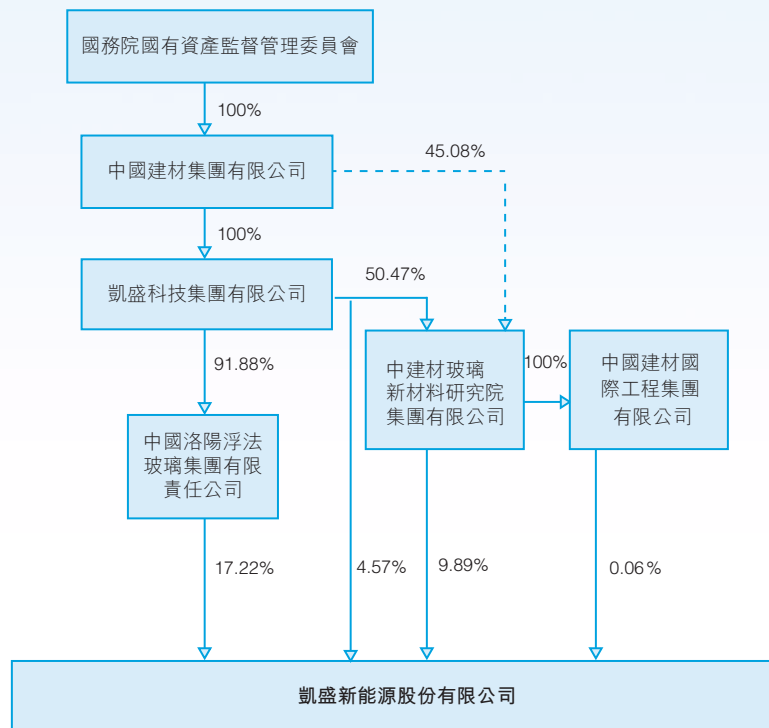 國務院國有資產監督管理委員會
100%
中國建材集團有限公司
45.08%
100%
凱盛科技集團有限公司
50.47%
91.88%
中建材玻璃
新材料研究院
集團有限公司
100%
中國建材國
際工程集團
有限公司
中國洛陽浮法
玻璃集團有限
責任公司
17.22%
4.57%
9.89%
0.06%
凱盛新能源股份有限公司